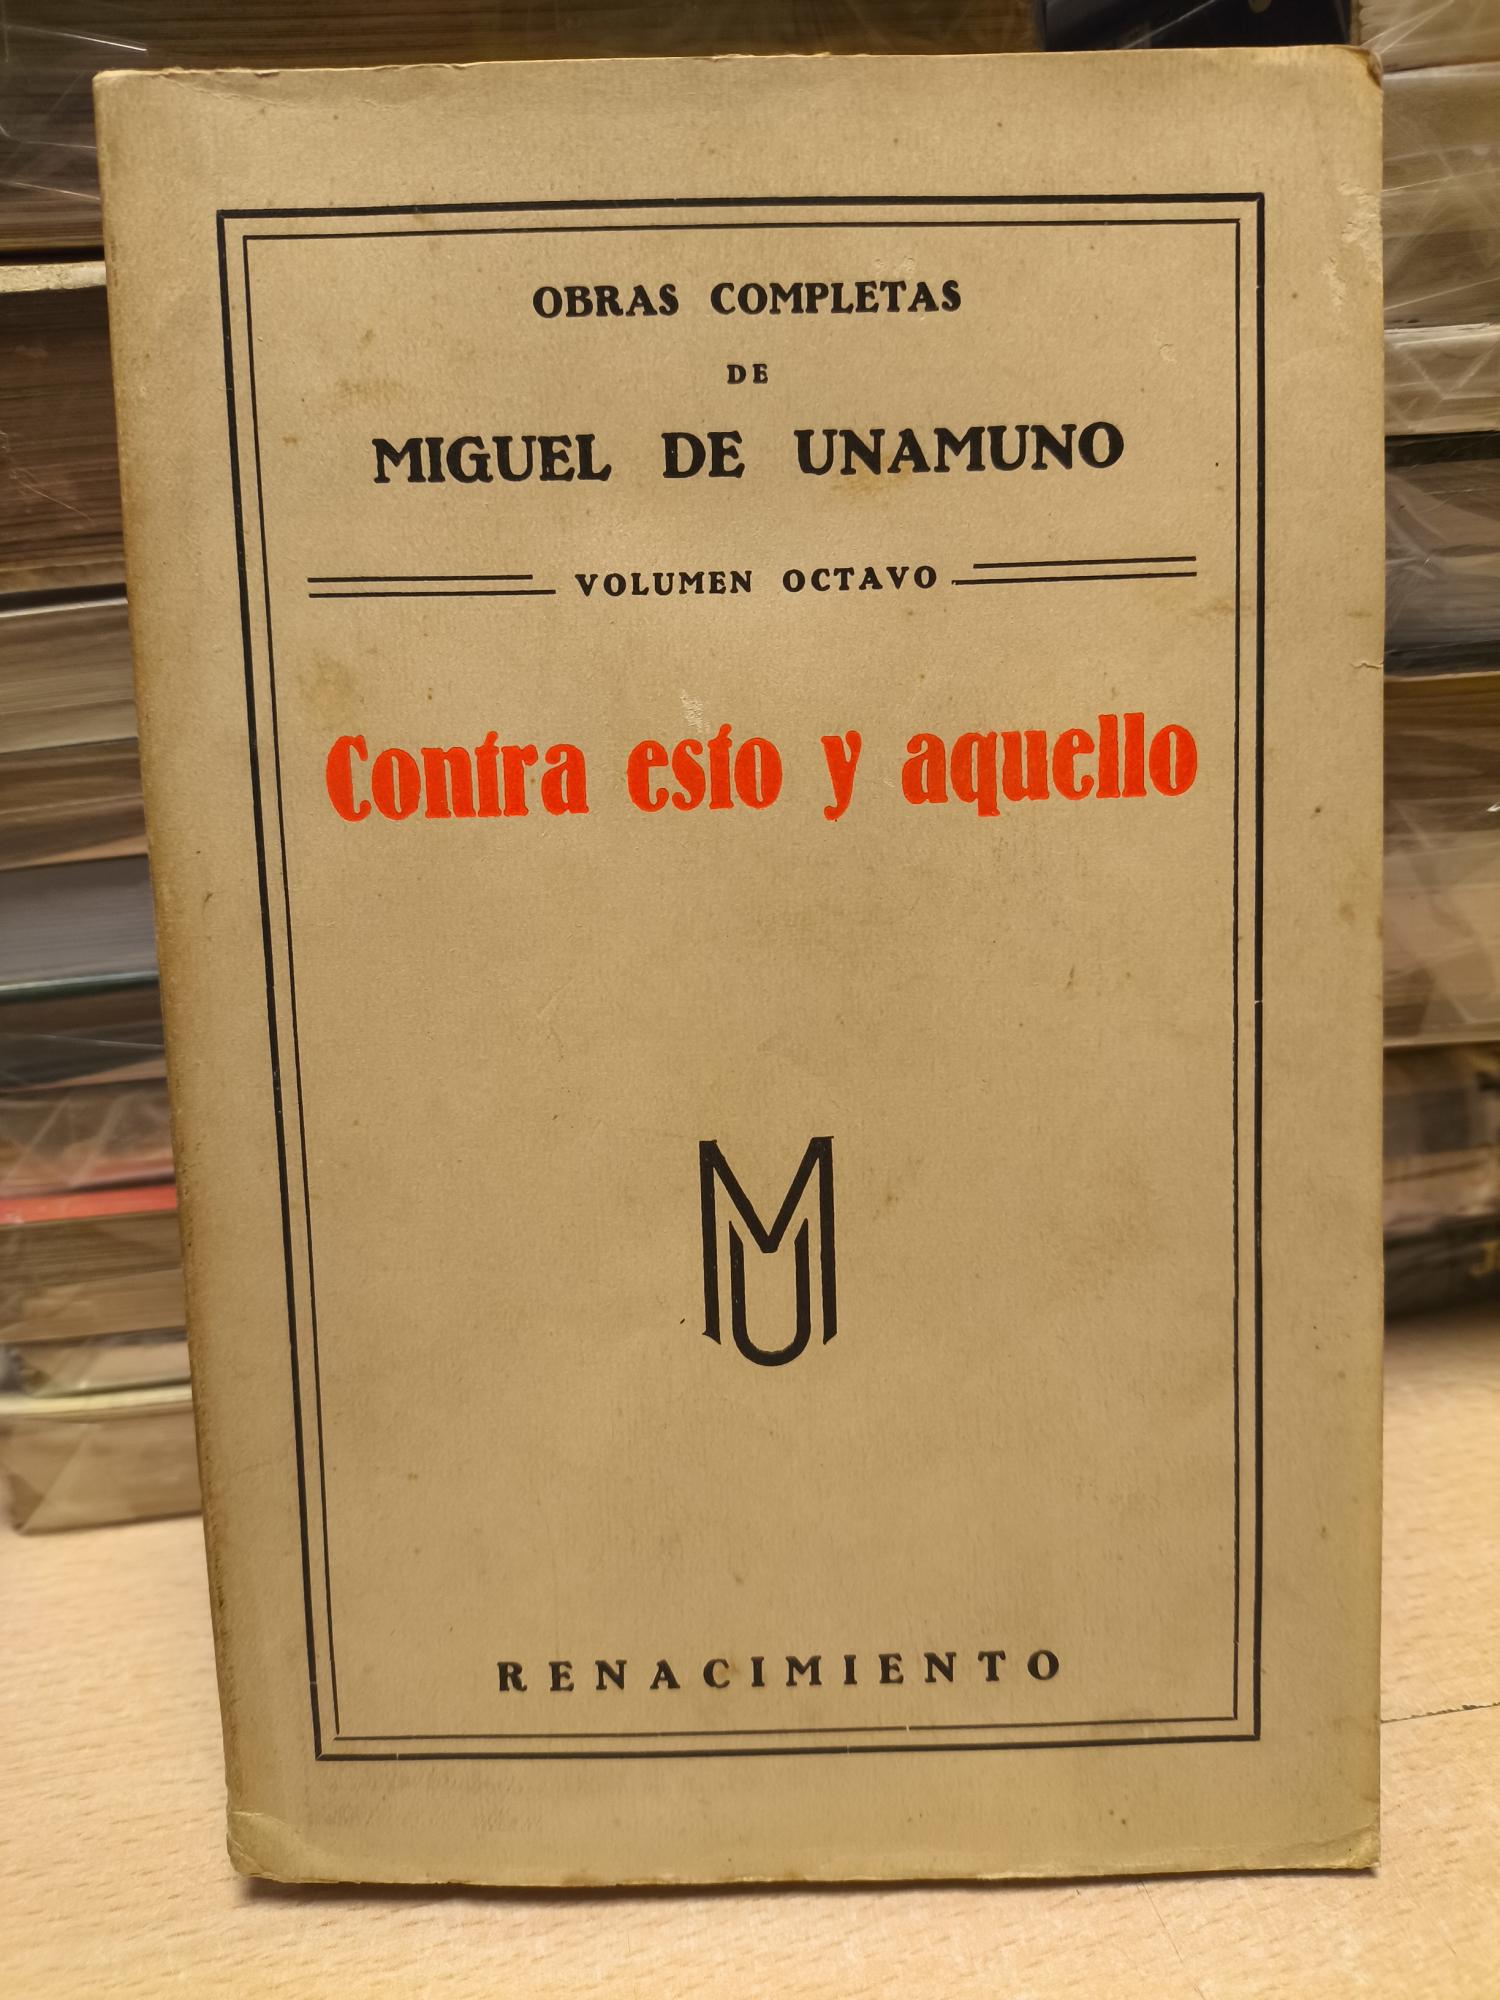 OBRAS COMPLETAS
DE
MIGUEL DE UNAMUNO
VOLUMEN OCTAVO
Contra esto y aquello
MU
RENACIMIENTO